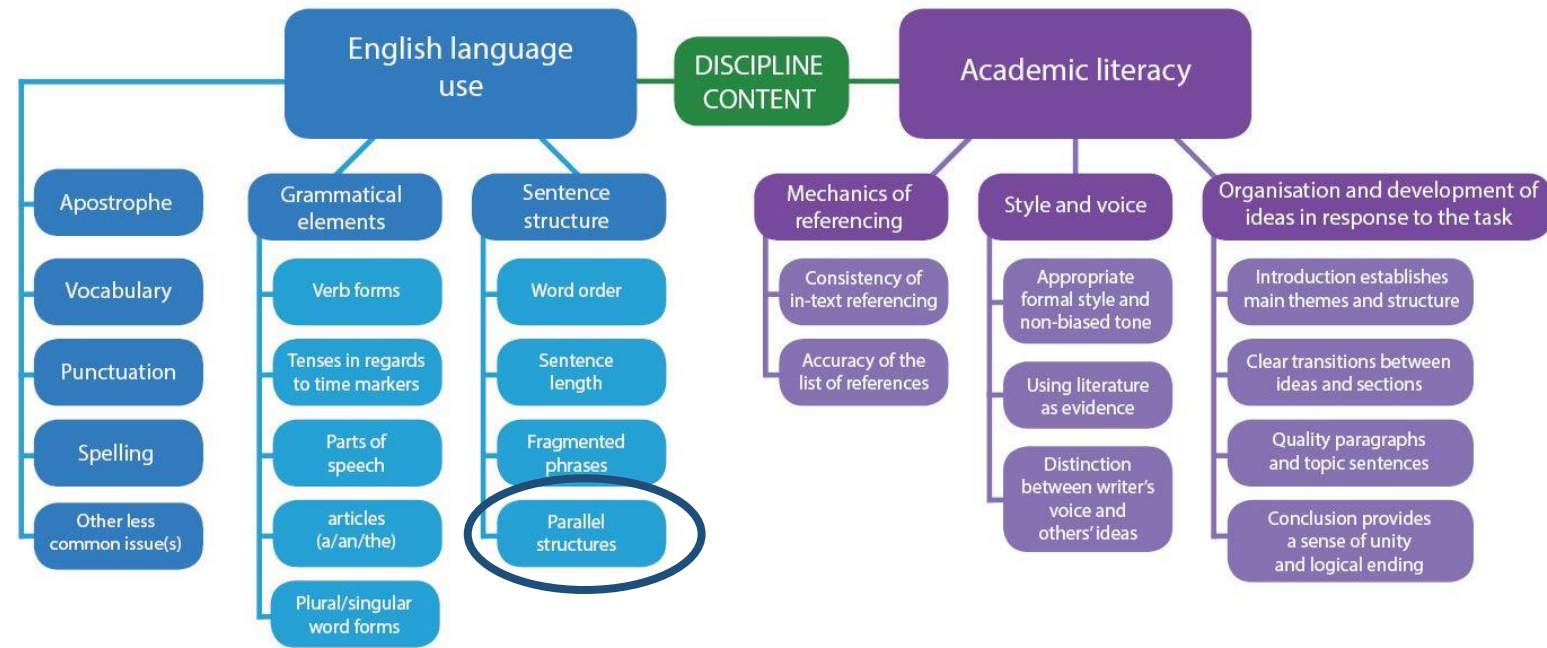 English language
use
DISCIPLINE
CONTENT
Academic literacy
Apostrophe
Vocabulary
Punctuation
Spelling
Other less
common issue(s)
Grammatical
elements
Verb forms
Tenses in regards
to time markers
Parts of
speech
articles
(a/an/the)
Plural/singular
word forms
Sentence
structure
Word order
Sentence
length
Fragmented
phrases
Parallel
structures
Mechanics of
referencing
Consistency of
in-text referencing
Accuracy of the
list of references
Style and voice
Appropriate
formal style and
non-biased tone
Using literature
as evidence
Distinction
between writer's
voice and
others' ideas
Organisation and development of
ideas in response to the task
Introduction establishes
main themes and structure
Clear transitions between
ideas and sections
Quality paragraphs
and topic sentences
Conclusion provides
a sense of unity
and logical ending